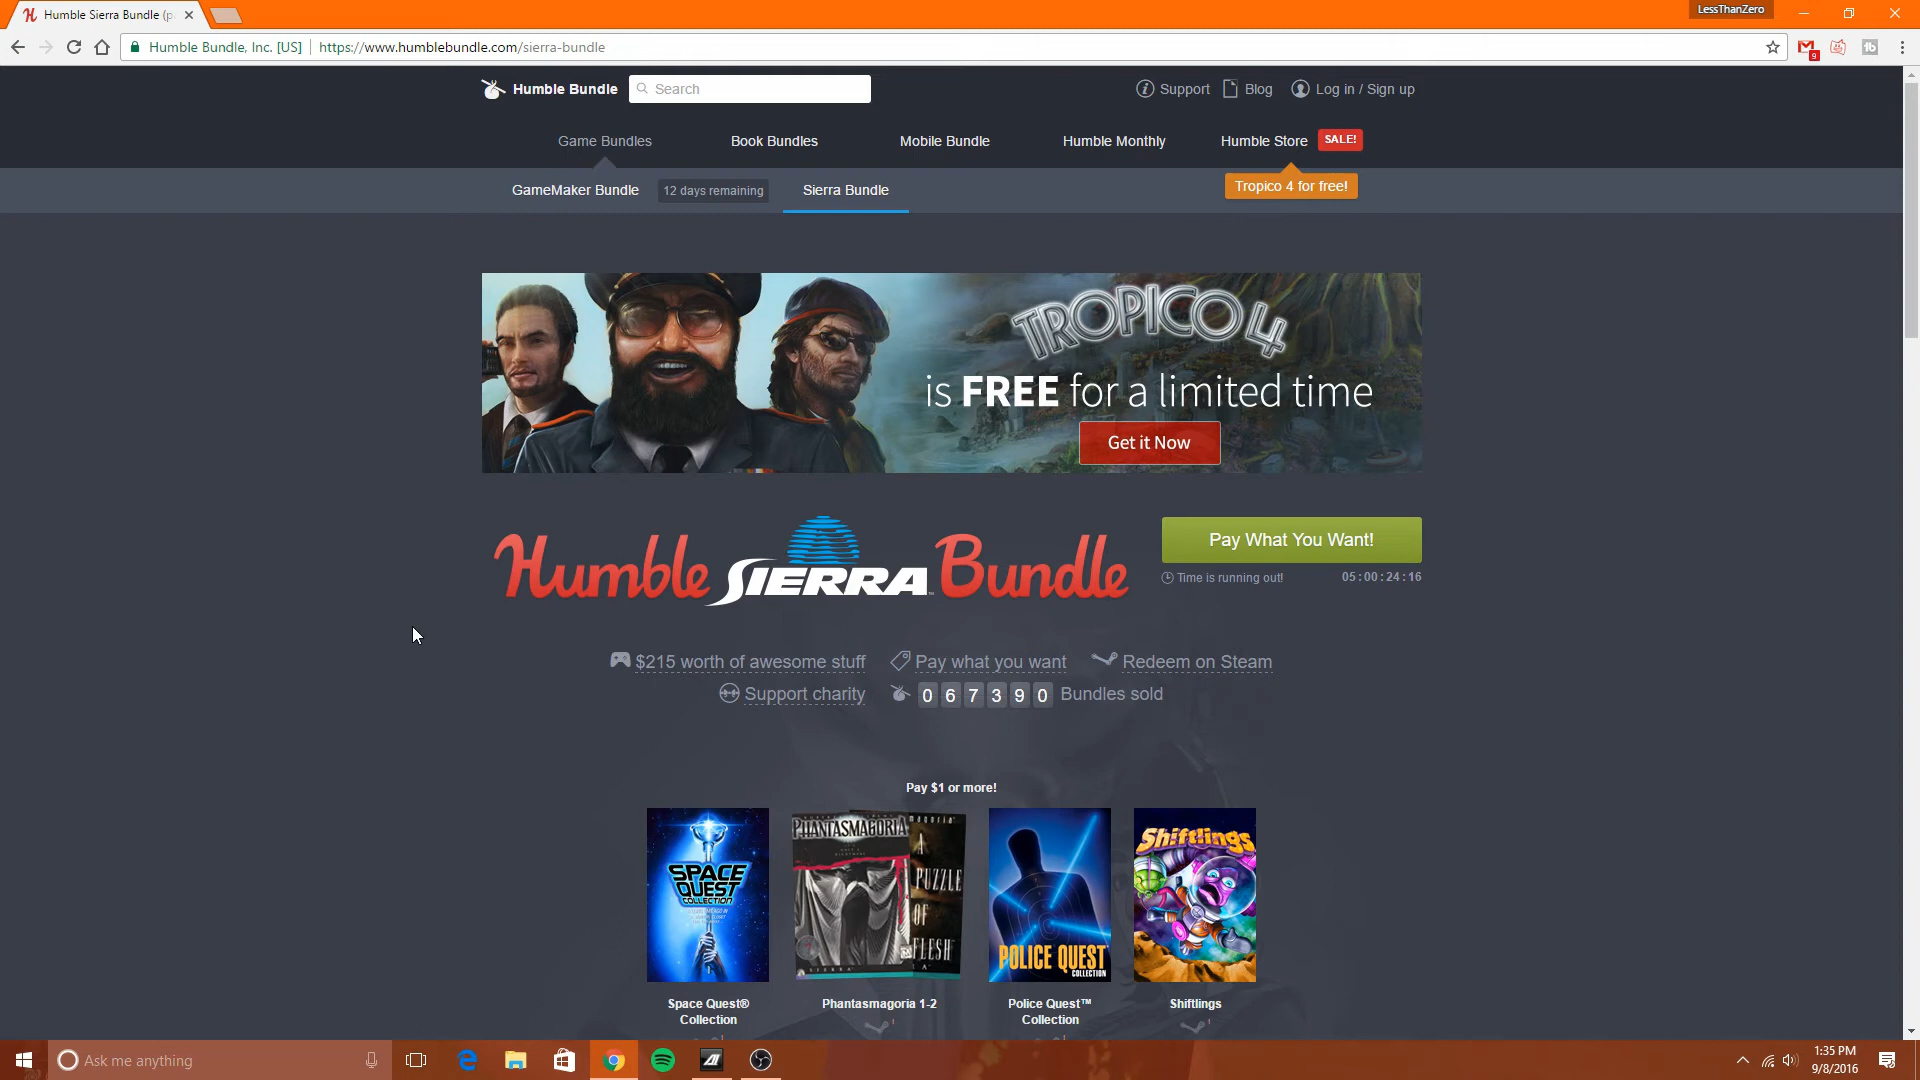 Humble Sierra Bundle (p
LessThanZero
Humble Bundle, Inc. [US]
https://www.humblebundle.com/sierra-bundle
9
Humble Bundle
Search
Support
Blog
Log in / Sign up
Game Bundles
Book Bundles
Mobile Bundle
Humble Monthly
Humble Store
SALE!
GameMaker Bundle
12 days remaining
Sierra Bundle
Tropico 4 for free!
TROPICO 4
is FREE for a limited time
Get it Now
Humble SIERRA Bundle
Pay What You Want!
Time is running out!
05:00:24:16
$215 worth of awesome stuff
Pay what you want
Redeem on Steam
Support charity
067390 Bundles sold
Pay $1 or more!
SPACE QUEST COLLECTION
PHANTASMAGORIA
A PUZZLE OF FLESH
SIERRA
POLICE QUEST COLLECTION
Shiftlings
Space Quest® Collection
Phantasmagoria 1-2
Police Quest™ Collection
Shiftlings
Ask me anything
1:35 PM
9/8/2016